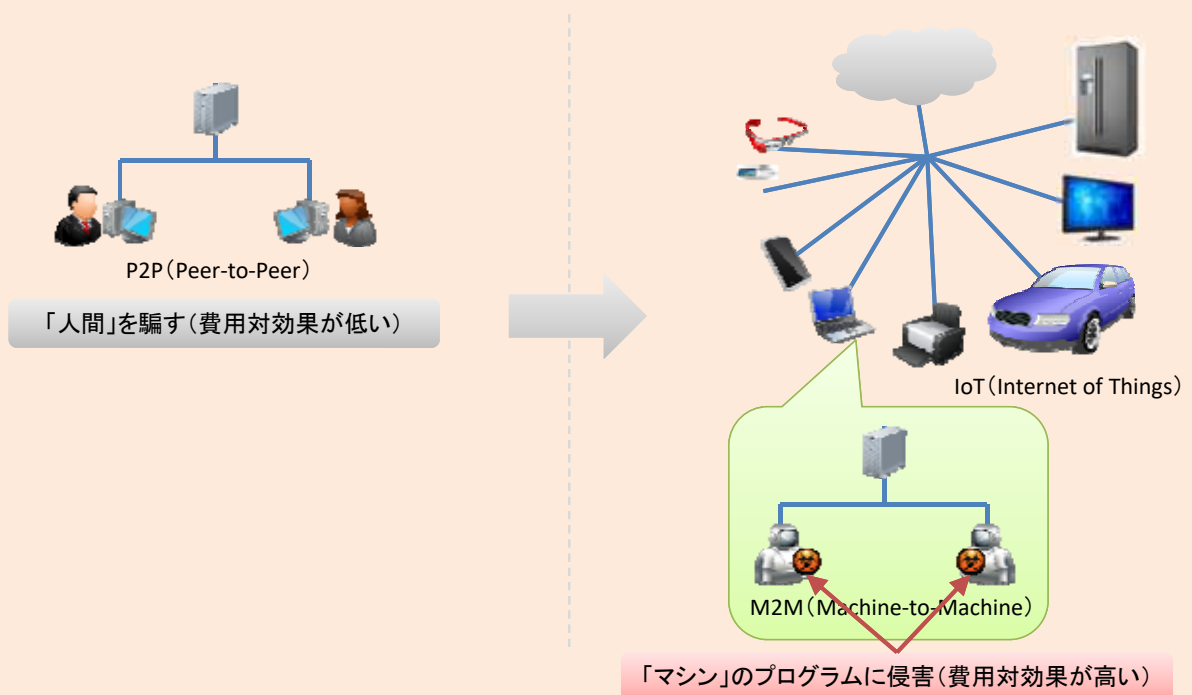 P2P（Peer-to-Peer）
「人間」を騙す（費用対効果が低い）
IoT（Internet of Things）
M2M（Machine-to-Machine）
「マシン」のプログラムに侵害（費用対効果が高い）